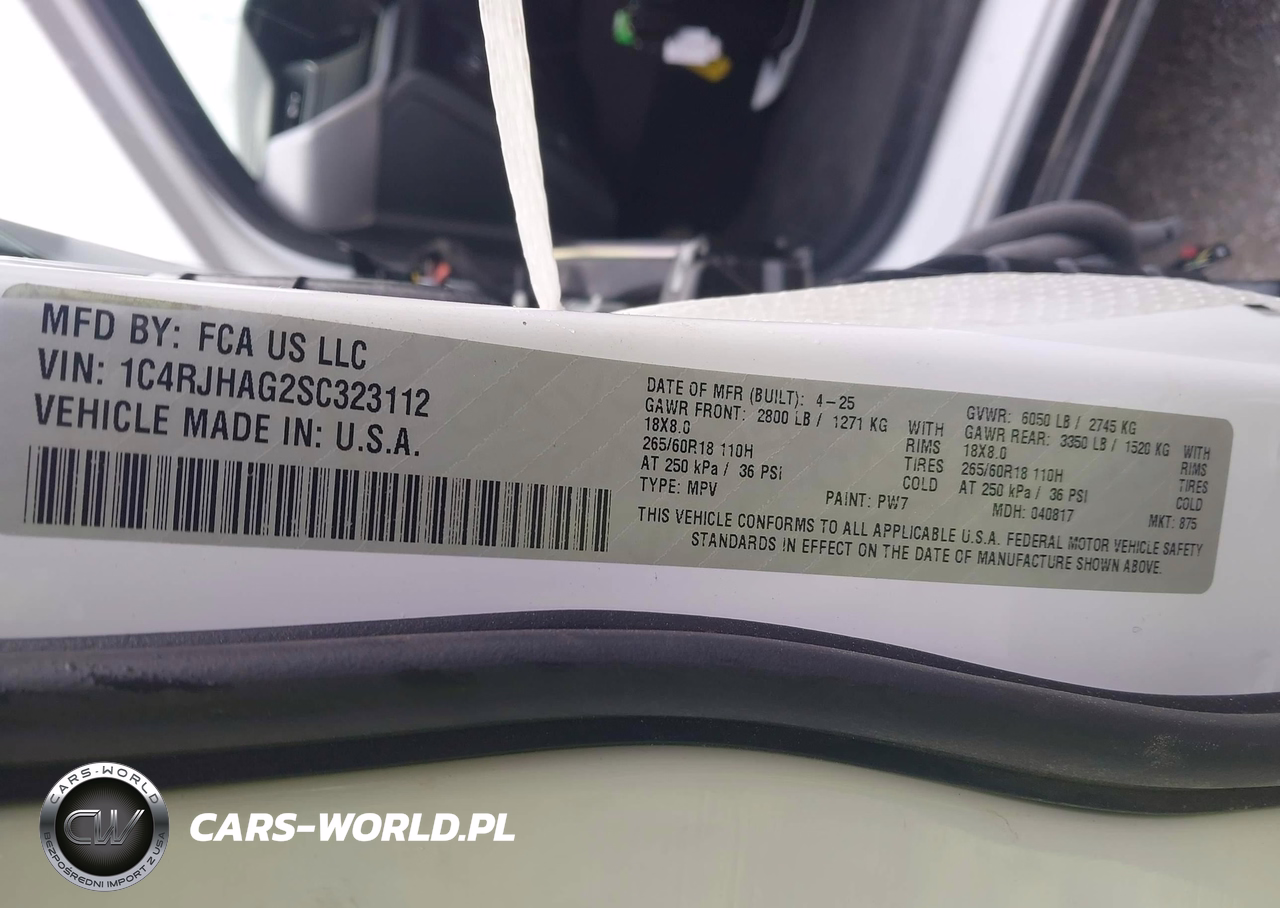 MFD BY: FCA US LLC
VIN: 1C4RJHAG2SC323112
VEHICLE MADE IN: U.S.A.
DATE OF MFR (BUILT): 4-25
GAWR FRONT: 2800 LB / 1271 KG WITH
18X8.0 RIMS
265/60R18 110H TIRES
AT 250 kPa / 36 PSI COLD
TYPE: MPV PAINT: PW7
GVWR: 6050 LB / 2745 KG
GAWR REAR: 3350 LB / 1520 KG WITH
18X8.0 RIMS
265/60R18 110H TIRES
AT 250 kPa / 36 PSI COLD
MDH: 040817 MKT: 875
THIS VEHICLE CONFORMS TO ALL APPLICABLE U.S.A. FEDERAL MOTOR VEHICLE SAFETY
STANDARDS IN EFFECT ON THE DATE OF MANUFACTURE SHOWN ABOVE.
CARS-WORLD
CW
BEZPOŚREDNI IMPORT Z USA
CARS-WORLD.PL